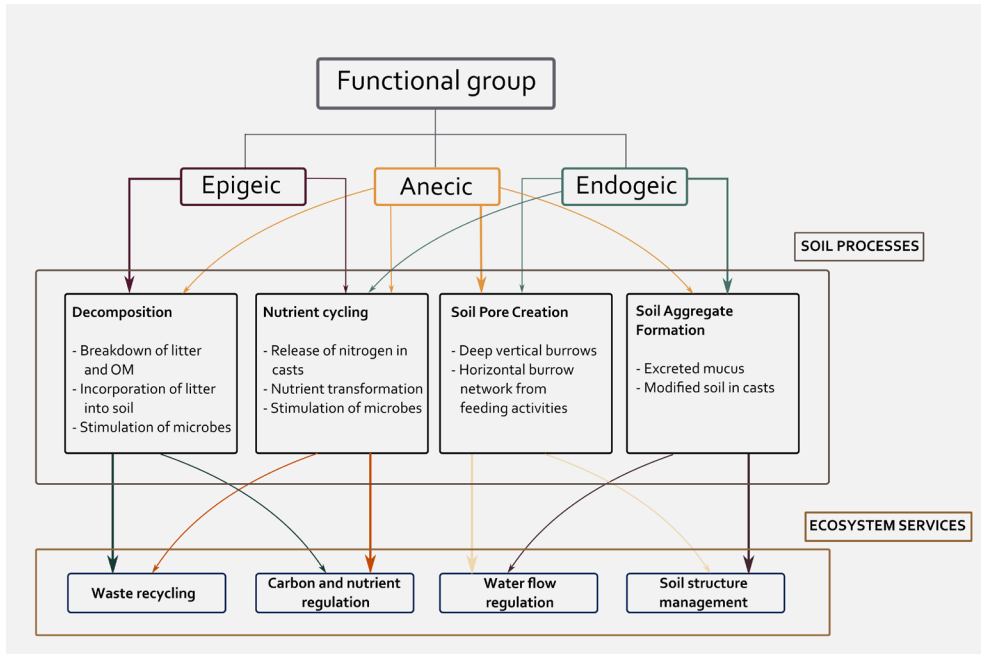 Functional group
Epigeic
Anecic
Endogeic
SOIL PROCESSES
Decomposition
- Breakdown of litter
and OM
- Incorporation of litter
into soil
- Stimulation of microbes
Nutrient cycling
- Release of nitrogen in
casts
- Nutrient transformation
- Stimulation of microbes
Soil Pore Creation
- Deep vertical burrows
- Horizontal burrow
network from
feeding activities
Soil Aggregate
Formation
- Excreted mucus
- Modified soil in casts
ECOSYSTEM SERVICES
Waste recycling
Carbon and nutrient
regulation
Water flow
regulation
Soil structure
management